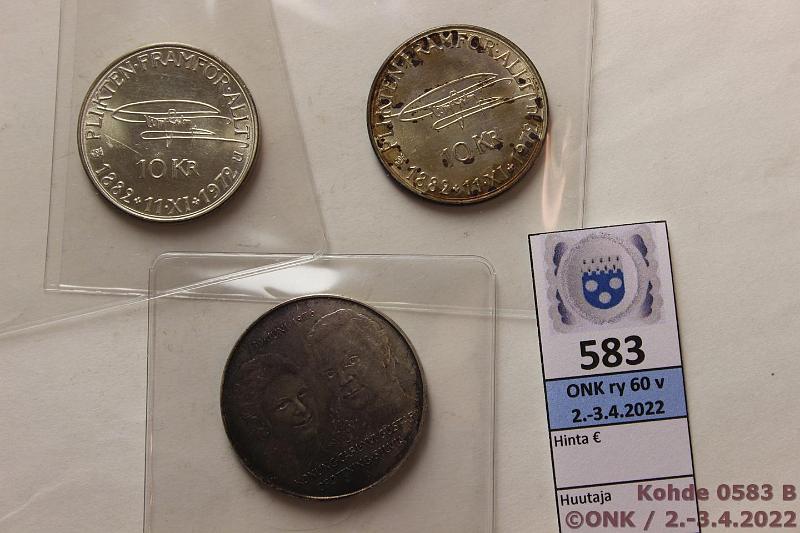 PLIKTEN·FRAMFÖR·ALLT
10 KR
1882·11·XI·1972
PLIKTEN·FRAMFÖR·ALLT
10 KR
1882·11·XI·1972
583
ONK ry 60 v
2.-3.4.2022
Hinta €
Huutaja
Kohde 0583 B
©ONK / 2.-3.4.2022